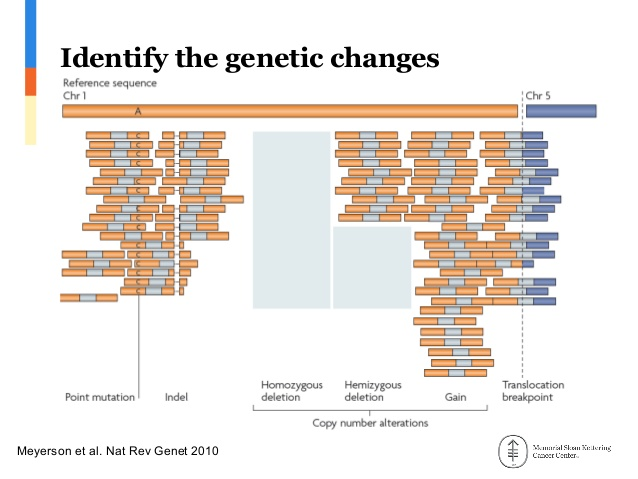 Identify the genetic changes
Reference sequence
Chr 1
Chr 5
A
Point mutation
Indel
Homozygous
deletion
Hemizygous
deletion
Gain
Translocation
breakpoint
Copy number alterations
Meyerson et al. Nat Rev Genet 2010
Memorial Sloan Kettering
Cancer Center